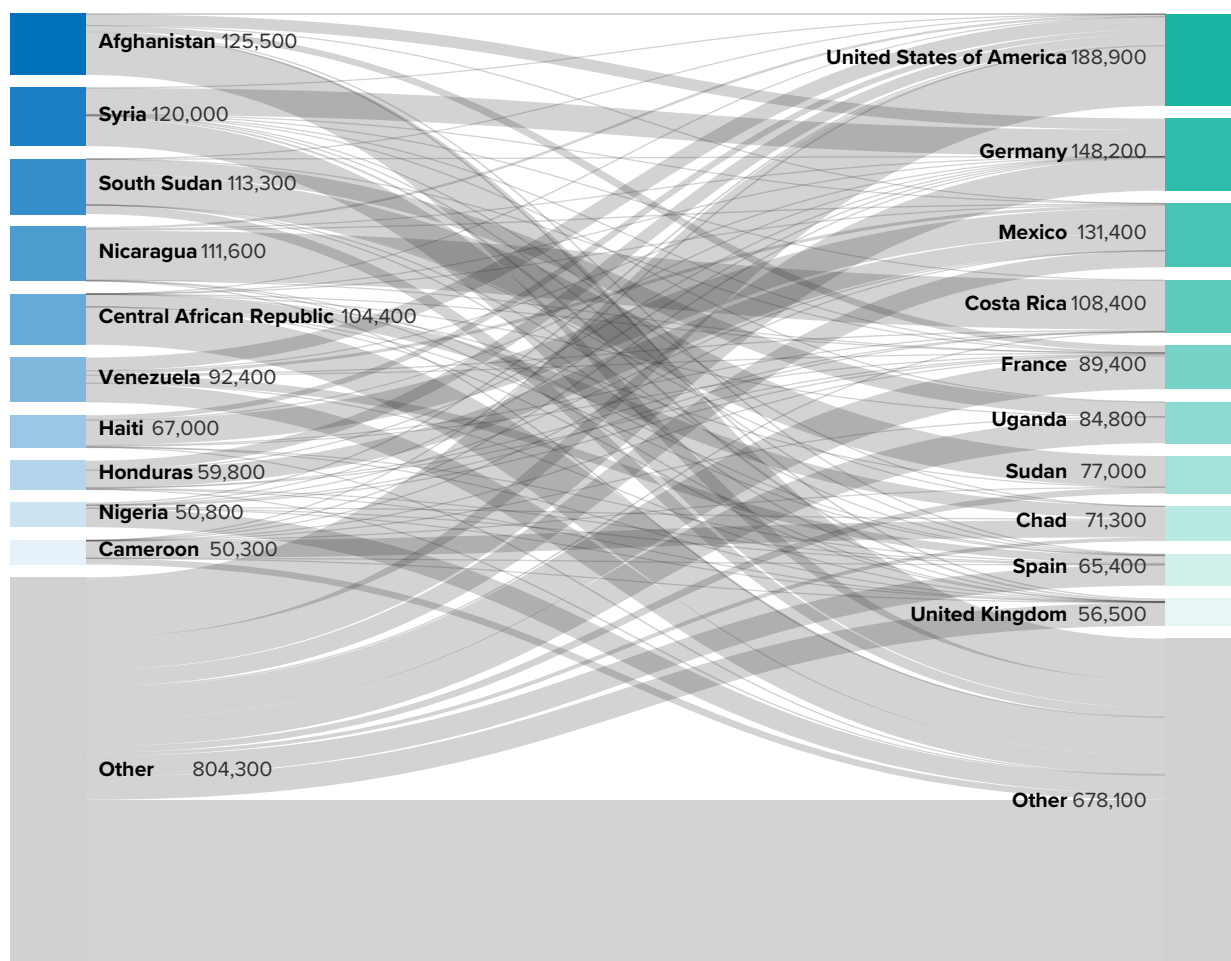 Afghanistan 125,500
Syria 120,000
South Sudan 113,300
Nicaragua 111,600
Central African Republic 104,400
Venezuela 92,400
Haiti 67,000
Honduras 59,800
Nigeria 50,800
Cameroon 50,300
Other 804,300
United States of America 188,900
Germany 148,200
Mexico 131,400
Costa Rica 108,400
France 89,400
Uganda 84,800
Sudan 77,000
Chad 71,300
Spain 65,400
United Kingdom 56,500
Other 678,100